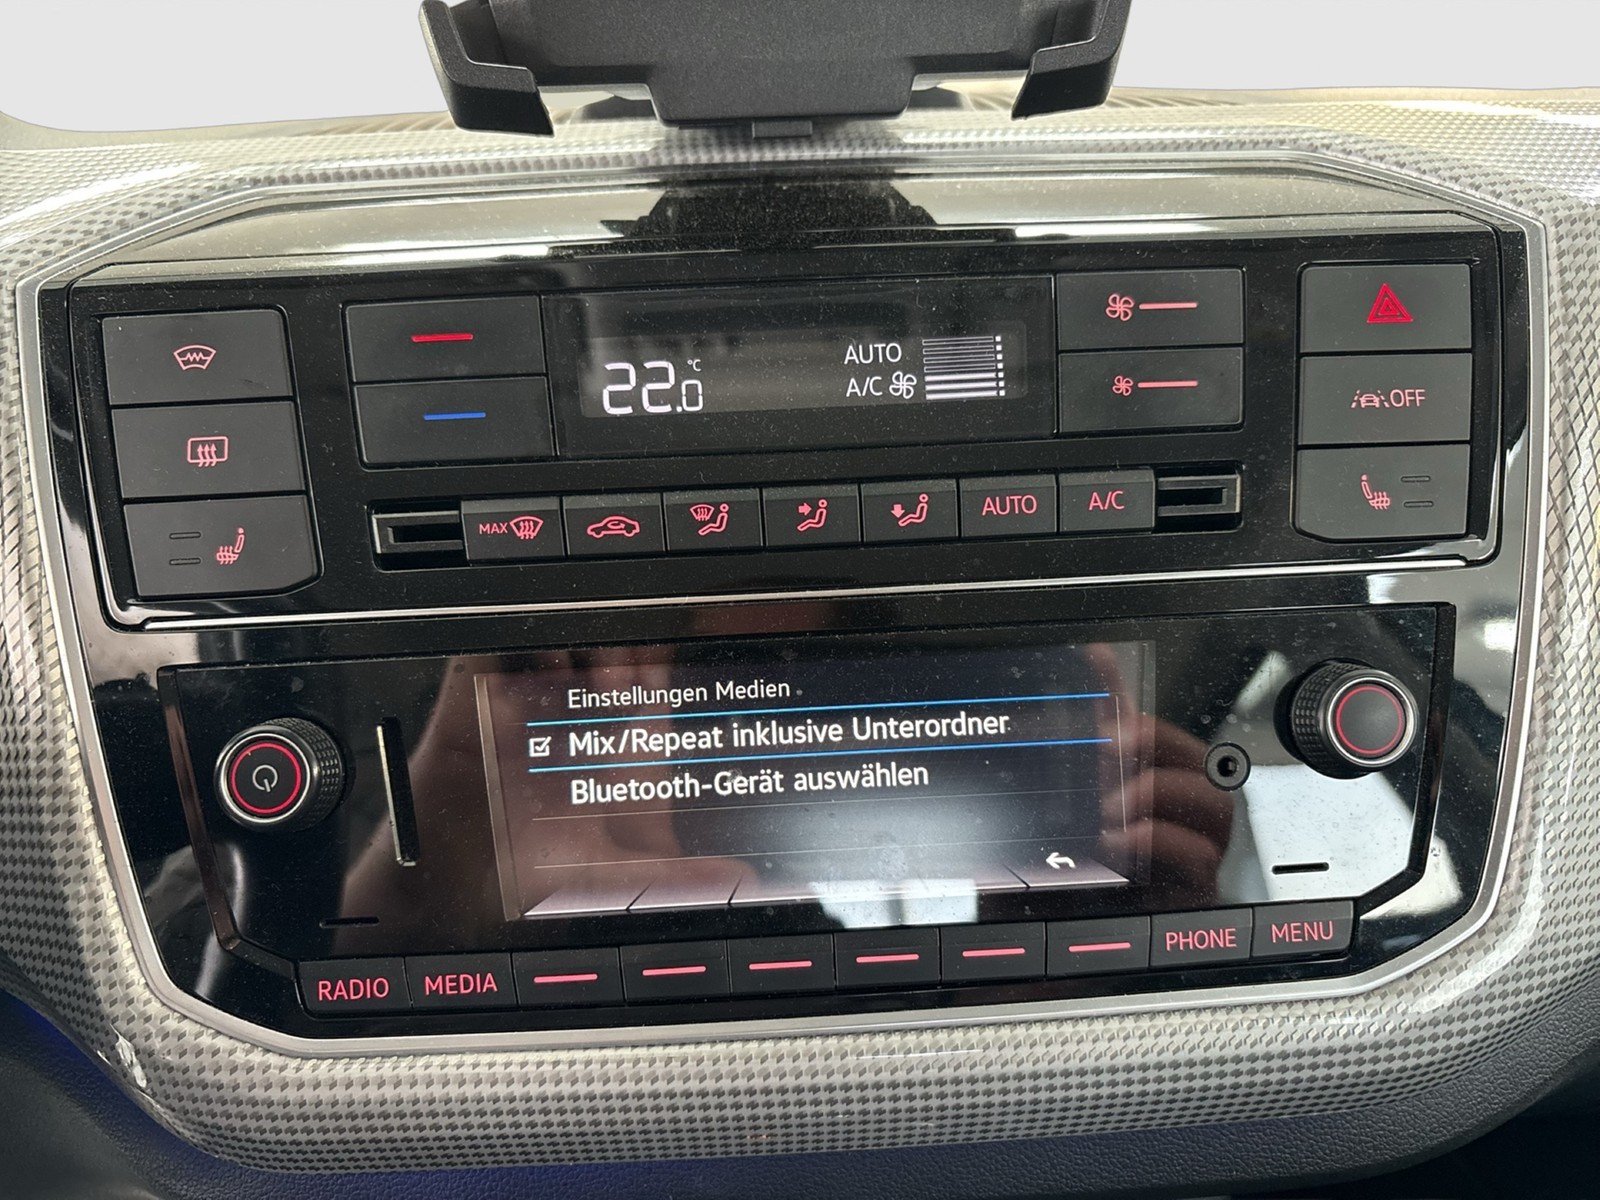 22.0 °C
AUTO
A/C
OFF
MAX
AUTO
A/C
Einstellungen Medien
Mix/Repeat inklusive Unterordner
Bluetooth-Gerät auswählen
RADIO MEDIA PHONE MENU